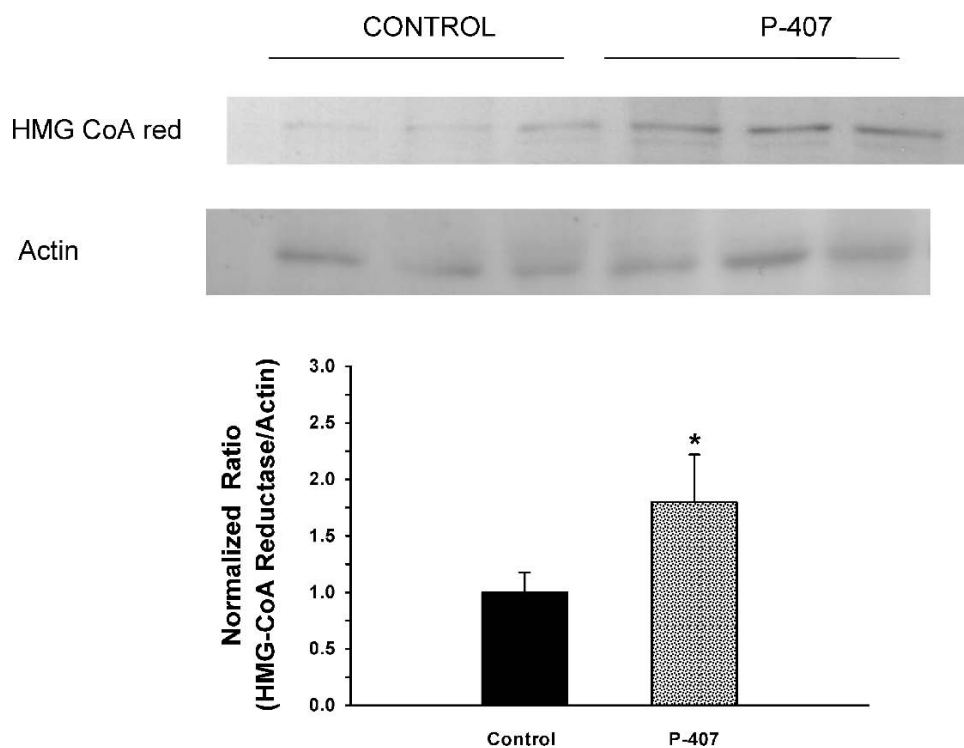 CONTROL P-407
HMG CoA red
Actin
Normalized Ratio
(HMG-CoA Reductase/Actin)
3.0
2.5
2.0
1.5
1.0
0.5
0.0
*
Control P-407